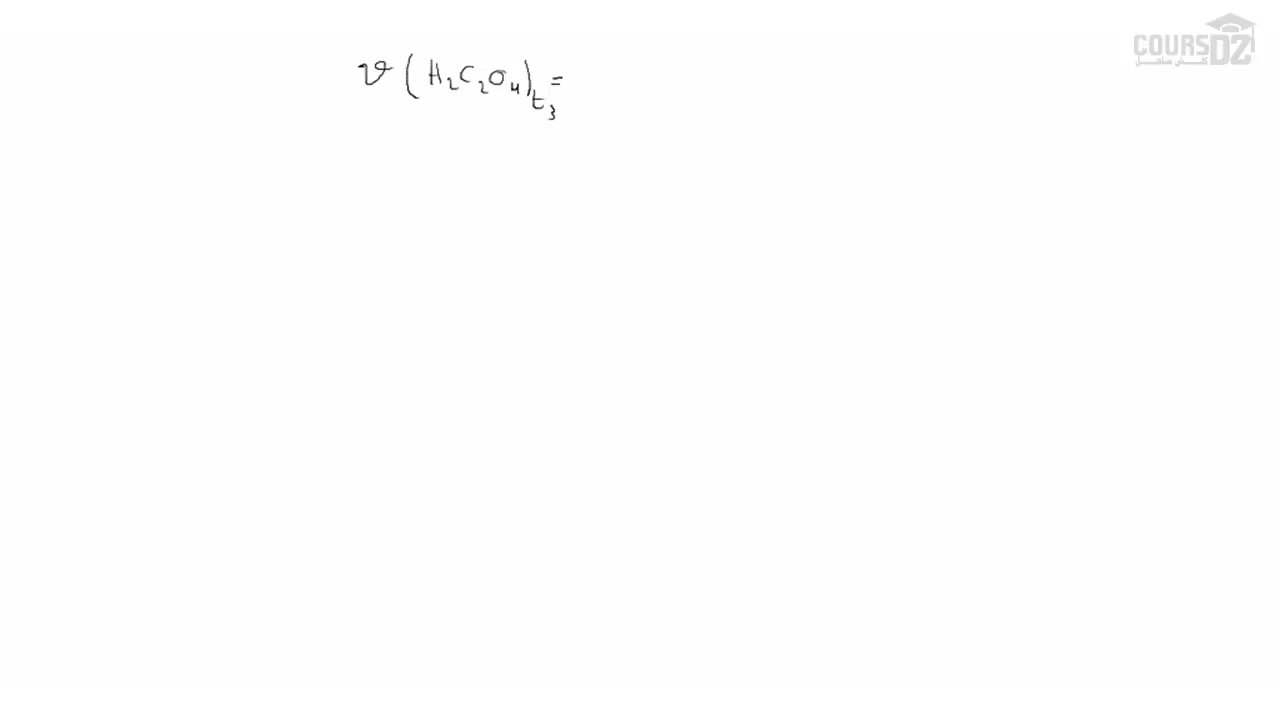 COURSDZ
v(H₂C₂O₄)t₃ =